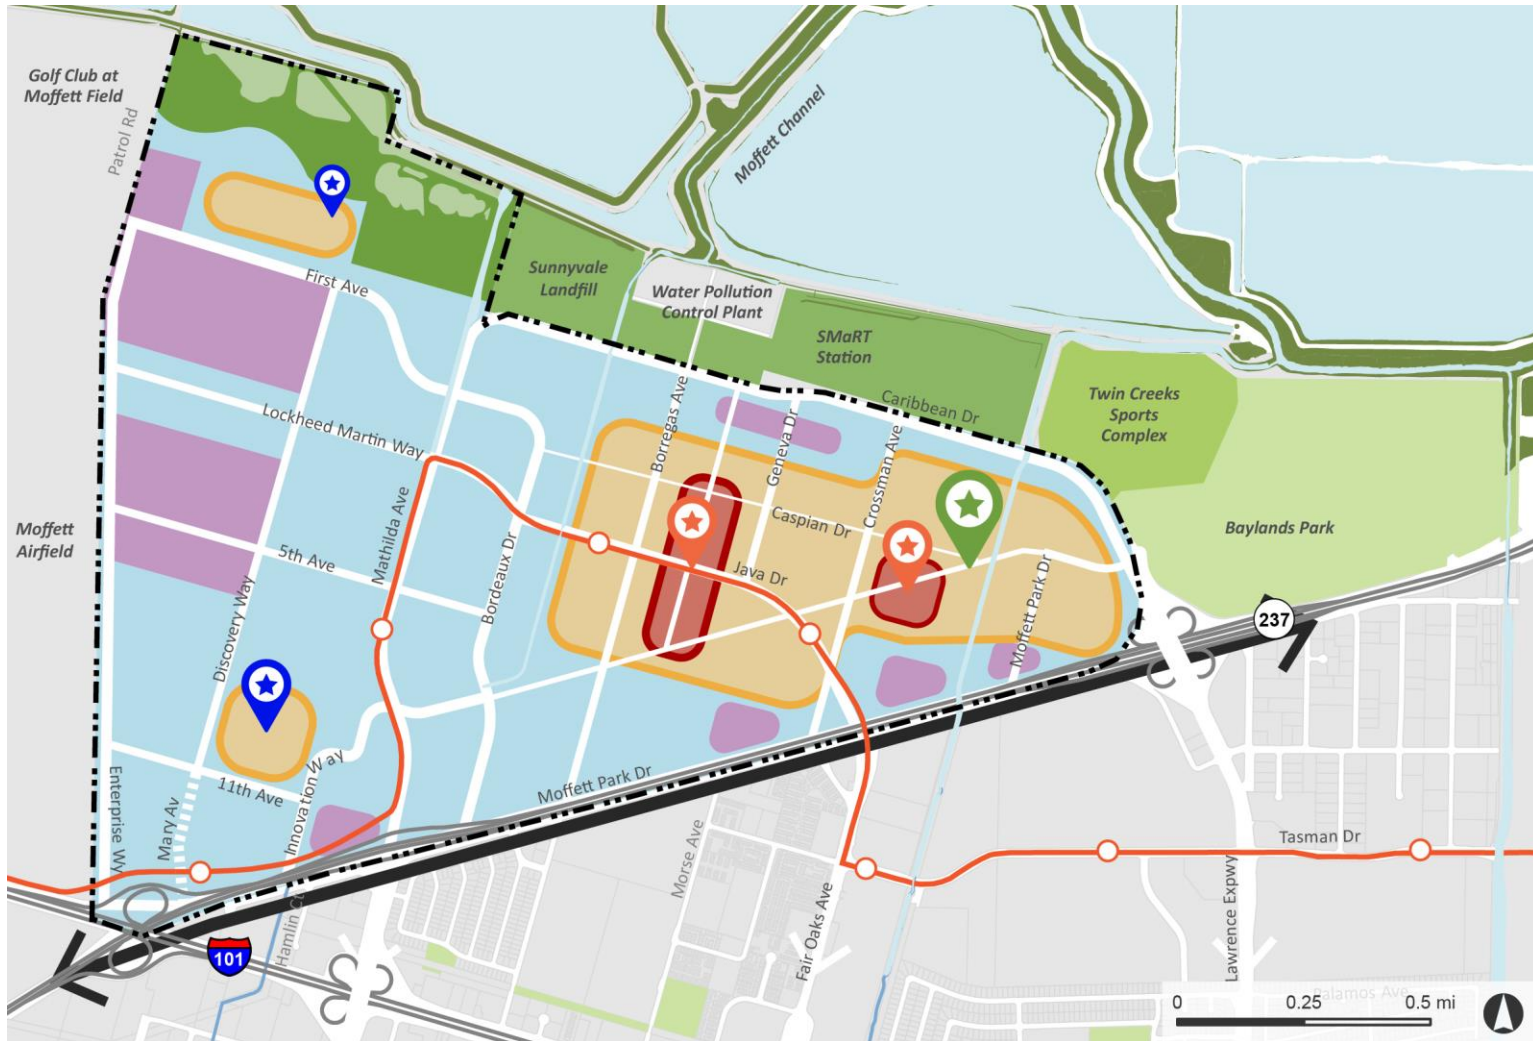 Golf Club at
Moffett Field
Patrol Rd
Moffett Channel
First Ave
Sunnyvale
Landfill
Water Pollution
Control Plant
SMaRT
Station
Caribbean Dr
Twin Creeks
Sports
Complex
Baylands Park
Lockheed Martin Way
Borregas Ave
Geneva Dr
Crossman Ave
Caspian Dr
Java Dr
Moffett
Airfield
Mathilda Ave
5th Ave
Bordeaux Dr
Discovery Way
Moffett Park Dr
237
11th Ave
Innovation Way
Enterprise Wy
Mary Av
Moffett Park Dr
Morse Ave
Fair Oaks Ave
Tasman Dr
Lawrence Expwy
Hamlin Ct
101
Palamos Ave
0 0.25 0.5 mi